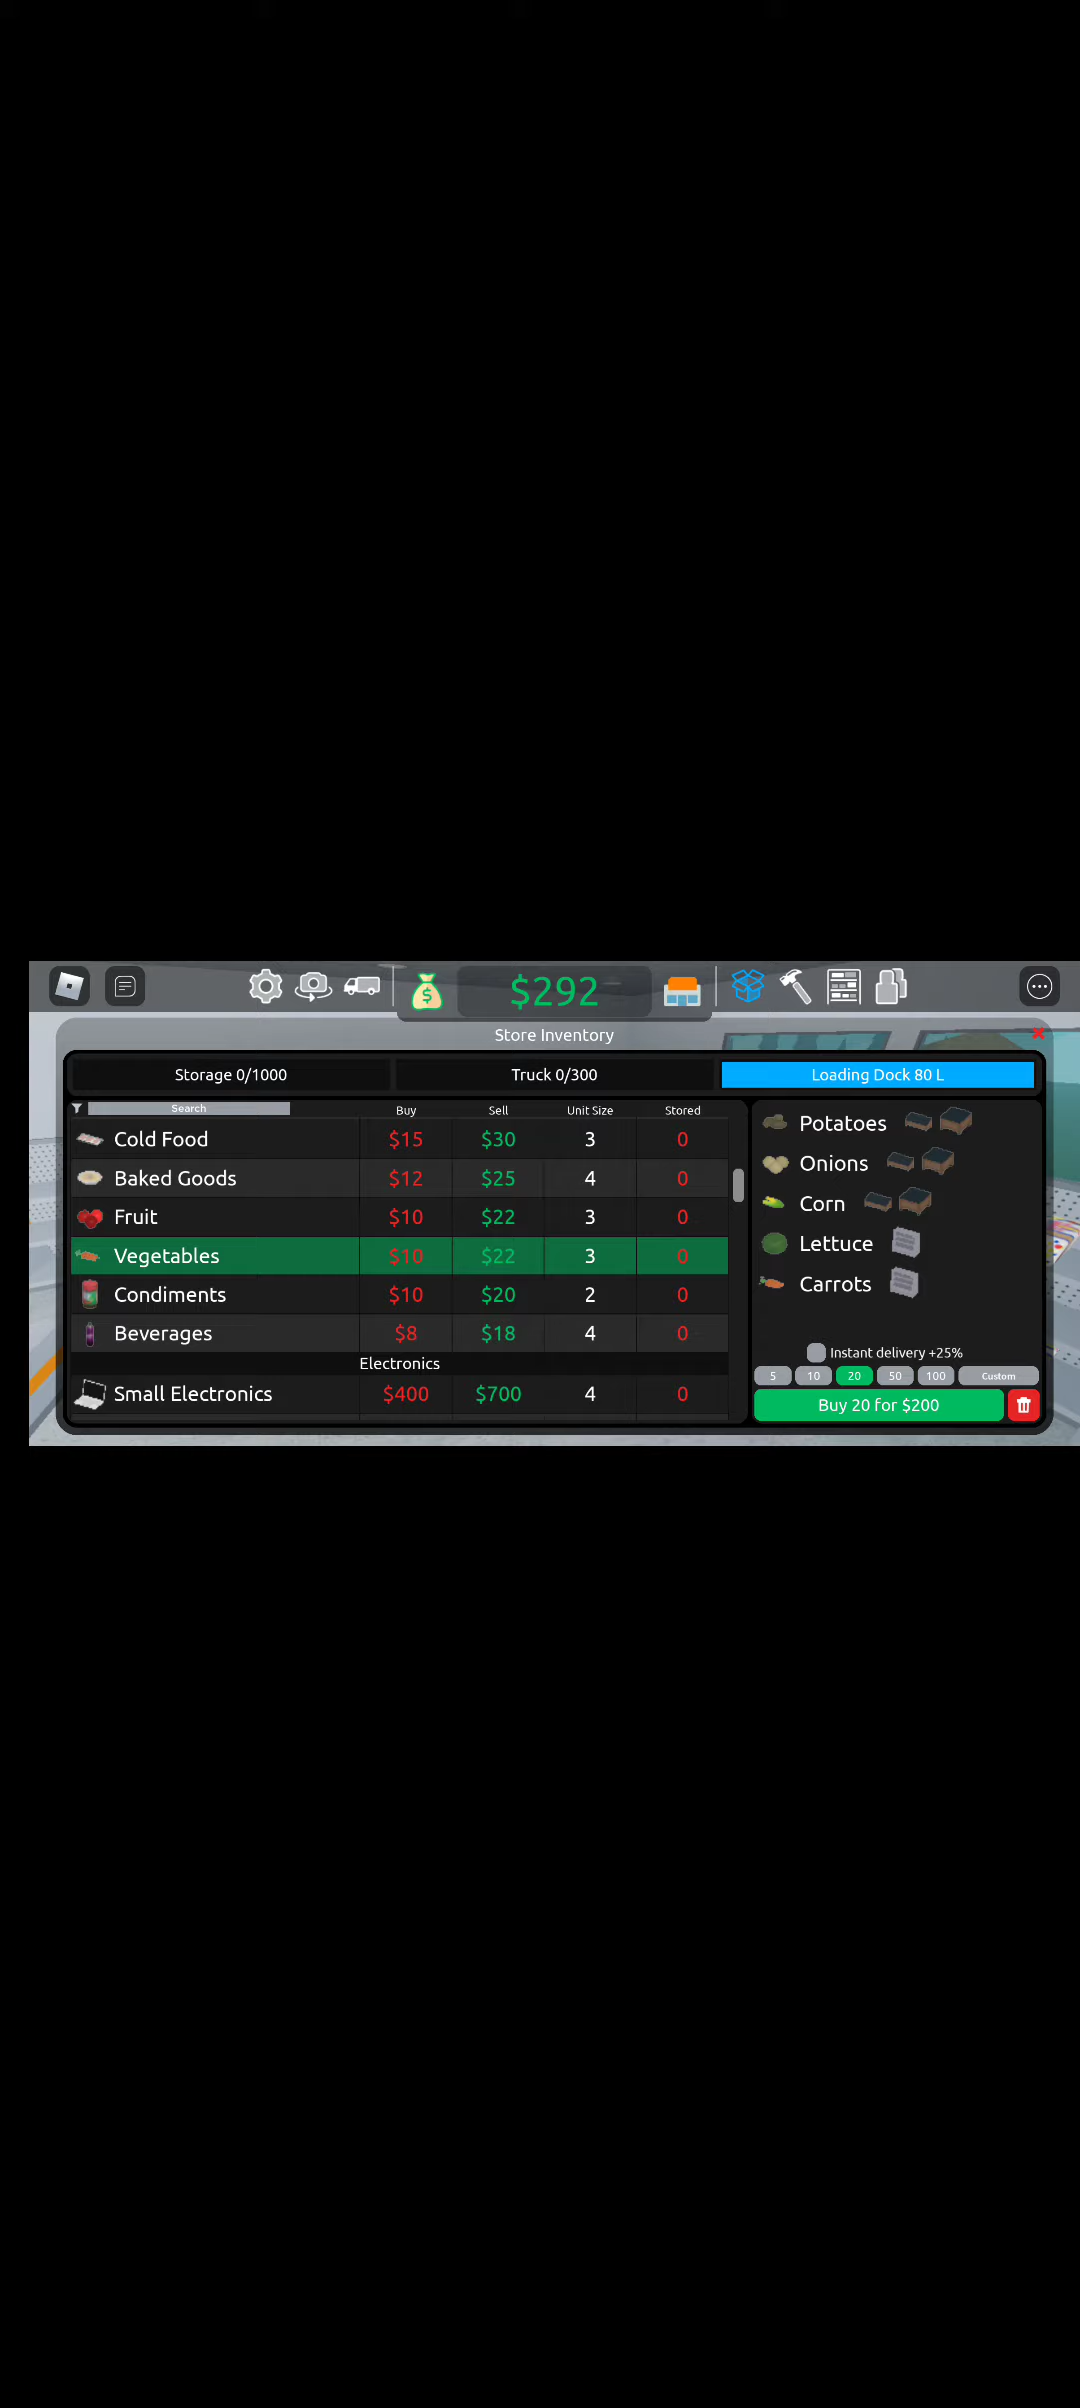 $292
Store Inventory
Storage 0/1000 Truck 0/300 Loading Dock 80 L
Search Buy Sell Unit Size Stored
Cold Food $15 $30 3 0
Baked Goods $12 $25 4 0
Fruit $10 $22 3 0
Vegetables $10 $22 3 0
Condiments $10 $20 2 0
Beverages $8 $18 4 0
Electronics
Small Electronics $400 $700 4 0
Potatoes
Onions
Corn
Lettuce
Carrots
Instant delivery +25%
5 10 20 50 100 Custom
Buy 20 for $200